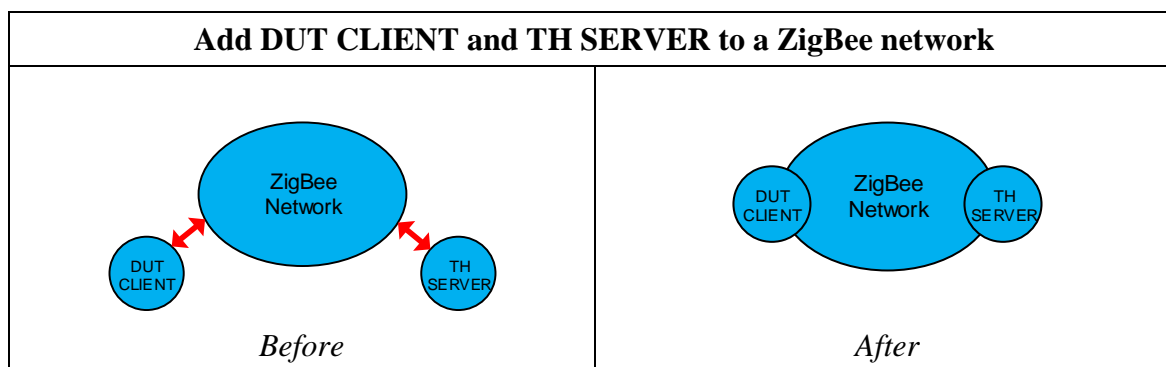 Add DUT CLIENT and TH SERVER to a ZigBee network
ZigBee
Network
DUT
CLIENT
TH
SERVER
Before
DUT
CLIENT
ZigBee
Network
TH
SERVER
After